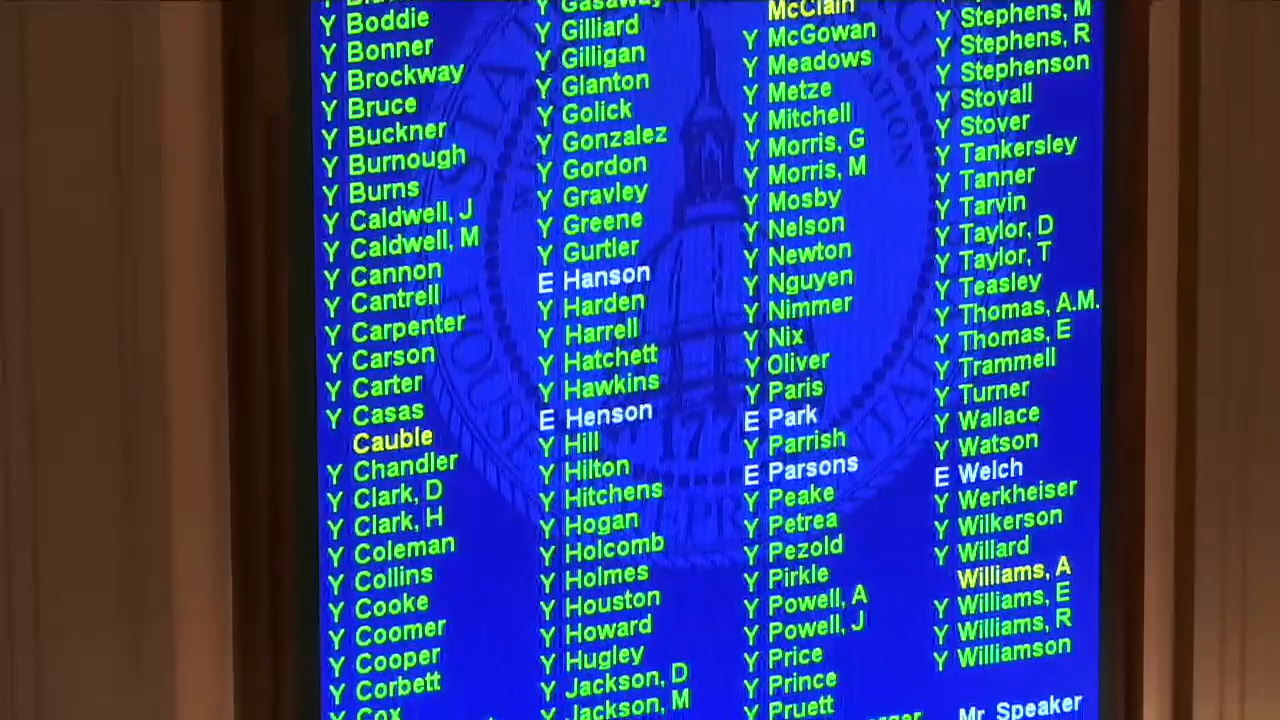 Y Boddie
Y Bonner
Y Brockway
Y Bruce
Y Buckner
Y Burnough
Y Burns
Y Caldwell, J
Y Caldwell, M
Y Cannon
Y Cantrell
Y Carpenter
Y Carson
Y Carter
Y Casas
Cauble
Y Chandler
Y Clark, D
Y Clark, H
Y Coleman
Y Collins
Y Cooke
Y Coomer
Y Cooper
Y Corbett
Y Cox
Y Gasaway
Y Gilliard
Y Gilligan
Y Glanton
Y Golick
Y Gonzalez
Y Gordon
Y Gravley
Y Greene
Y Gurtler
E Hanson
Y Harden
Y Harrell
Y Hatchett
Y Hawkins
E Henson
Y Hill
Y Hilton
Y Hitchens
Y Hogan
Y Holcomb
Y Holmes
Y Houston
Y Howard
Y Hugley
Y Jackson, D
Y Jackson, M
McClain
Y McGowan
Y Meadows
Y Metze
Y Mitchell
Y Morris, G
Y Morris, M
Y Mosby
Y Nelson
Y Newton
Y Nguyen
Y Nimmer
Y Nix
Y Oliver
Y Paris
E Park
Y Parrish
E Parsons
Y Peake
Y Petrea
Y Pezold
Y Pirkle
Y Powell, A
Y Powell, J
Y Price
Y Prince
Y Pruett
Y Stephens, M
Y Stephens, R
Y Stephenson
Y Stovall
Y Stover
Y Tankersley
Y Tanner
Y Tarvin
Y Taylor, D
Y Taylor, T
Y Teasley
Y Thomas, A.M.
Y Thomas, E
Y Trammell
Y Turner
Y Wallace
Y Watson
E Welch
Y Werkheiser
Y Wilkerson
Y Willard
Williams, A
Y Williams, E
Y Williams, R
Y Williamson
Mr. Speaker
1776